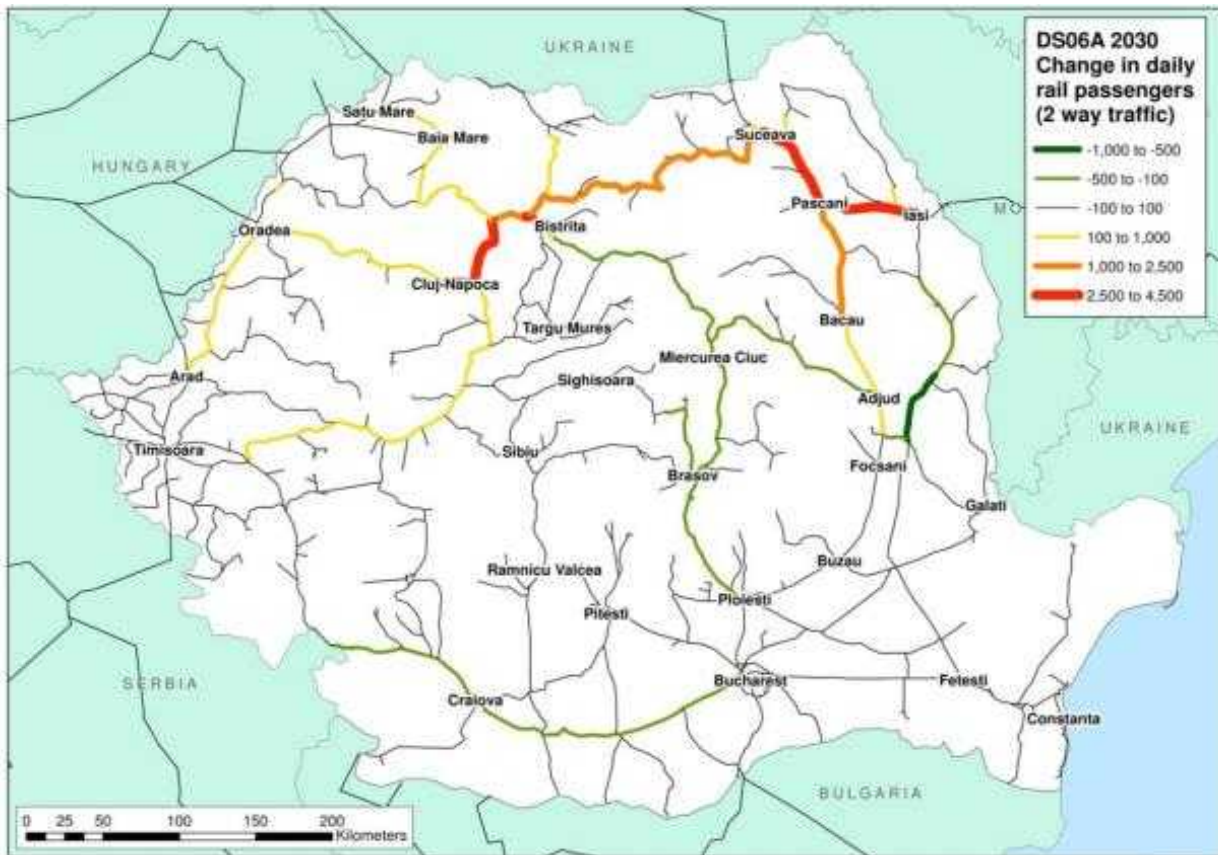 UKRAINE
DS06A 2030
Change in daily
rail passengers
(2 way traffic)
-1,000 to -500
-500 to -100
-100 to 100
100 to 1,000
1,000 to 2,500
2,500 to 4,500
Satu Mare
Baia Mare
Suceava
HUNGARY
Pascani
Iasi
MO
Oradea
Bistrita
Cluj-Napoca
Targu Mures
Bacau
Miercurea Ciuc
Arad
Sighisoara
Adjud
UKRAINE
Timisoara
Sibiu
Focsani
Brasov
Galati
Ramnicu Valcea
Buzau
Pitesti
Ploiesti
SERBIA
Bucharest
Fetesti
Craiova
Constanta
BULGARIA
0 25 50 100 150 200
Kilometers